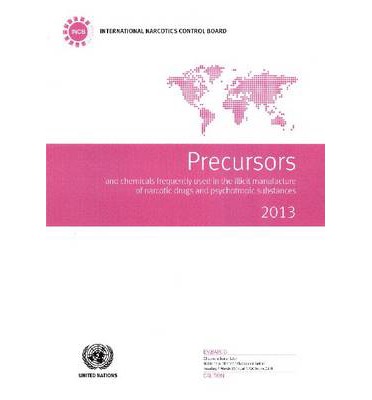 INCB
INTERNATIONAL NARCOTICS CONTROL BOARD
Precursors
and chemicals frequently used in the illicit manufacture
of narcotic drugs and psychotropic substances
2013
UNITED NATIONS
EMBARGO